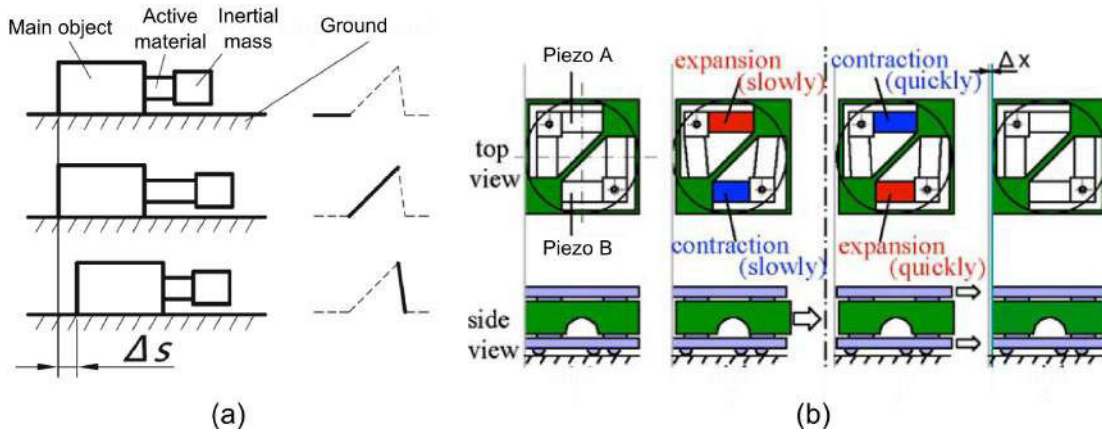 Main object
Active
material
Inertial
mass
Ground
Δs
(a)
Piezo A
expansion
(slowly)
contraction
(quickly)
Δx
top
view
Piezo B
contraction
(slowly)
expansion
(quickly)
side
view
(b)